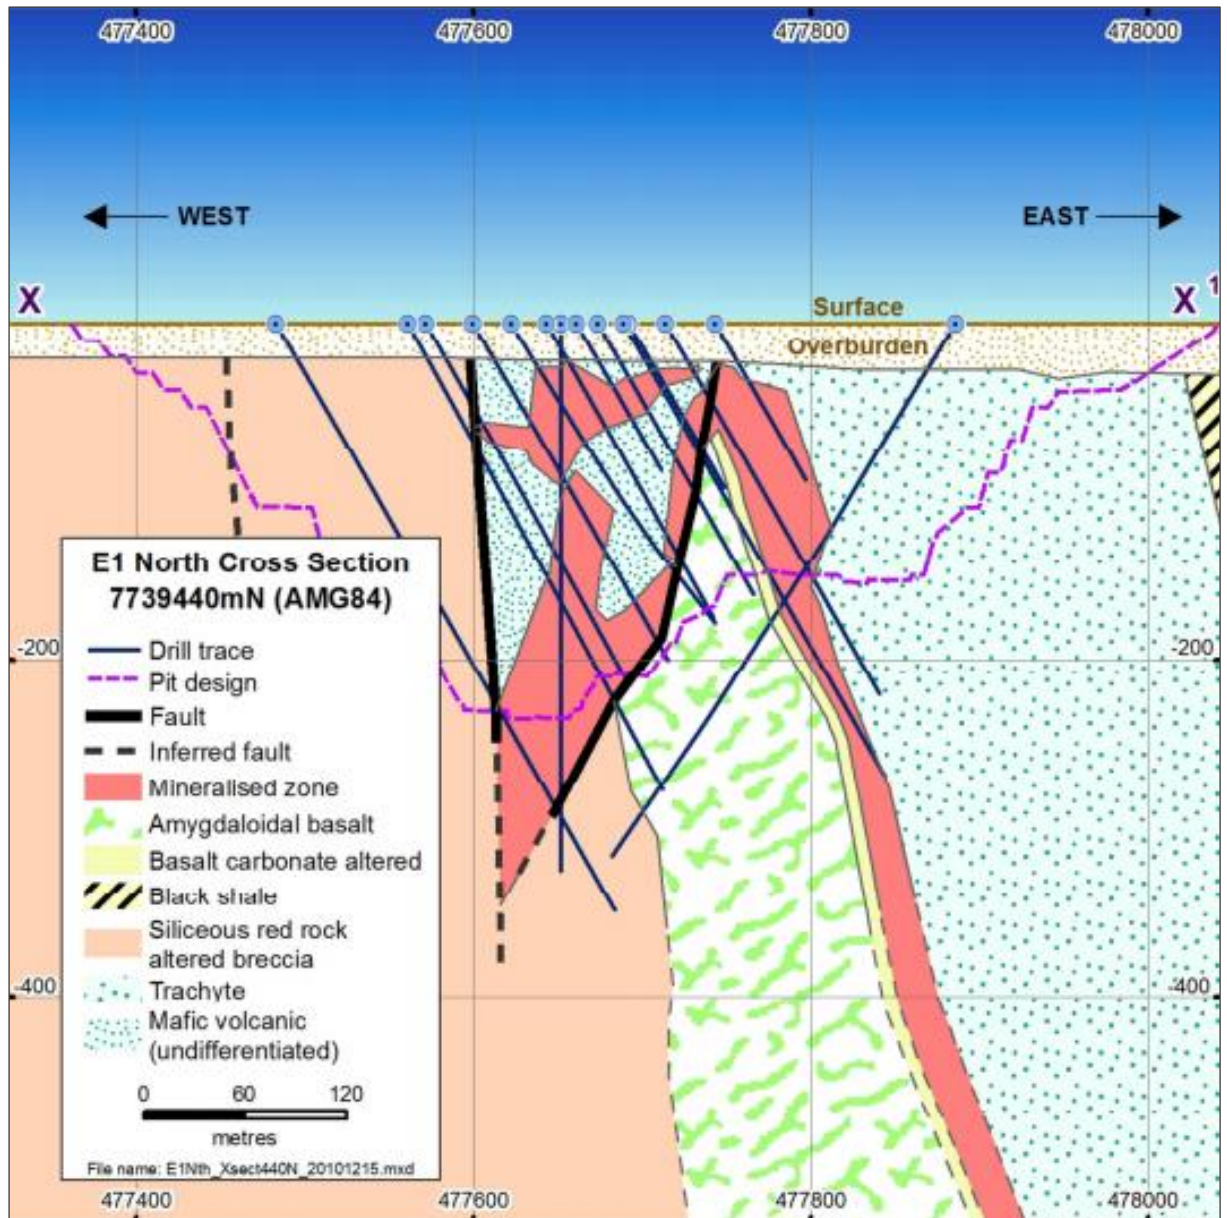 477400 477600 477800 478000
WEST EAST
X X 1
Surface
Overburden
E1 North Cross Section
7739440mN (AMG84)
Drill trace
Pit design
Fault
Inferred fault
Mineralised zone
Amygdaloidal basalt
Basalt carbonate altered
Black shale
Siliceous red rock
altered breccia
Trachyte
Mafic volcanic
(undifferentiated)
0 60 120
metres
File name: E1Nth_Xsect440N_20101215.mxd
-200 -200
-400 -400
477400 477600 477800 478000